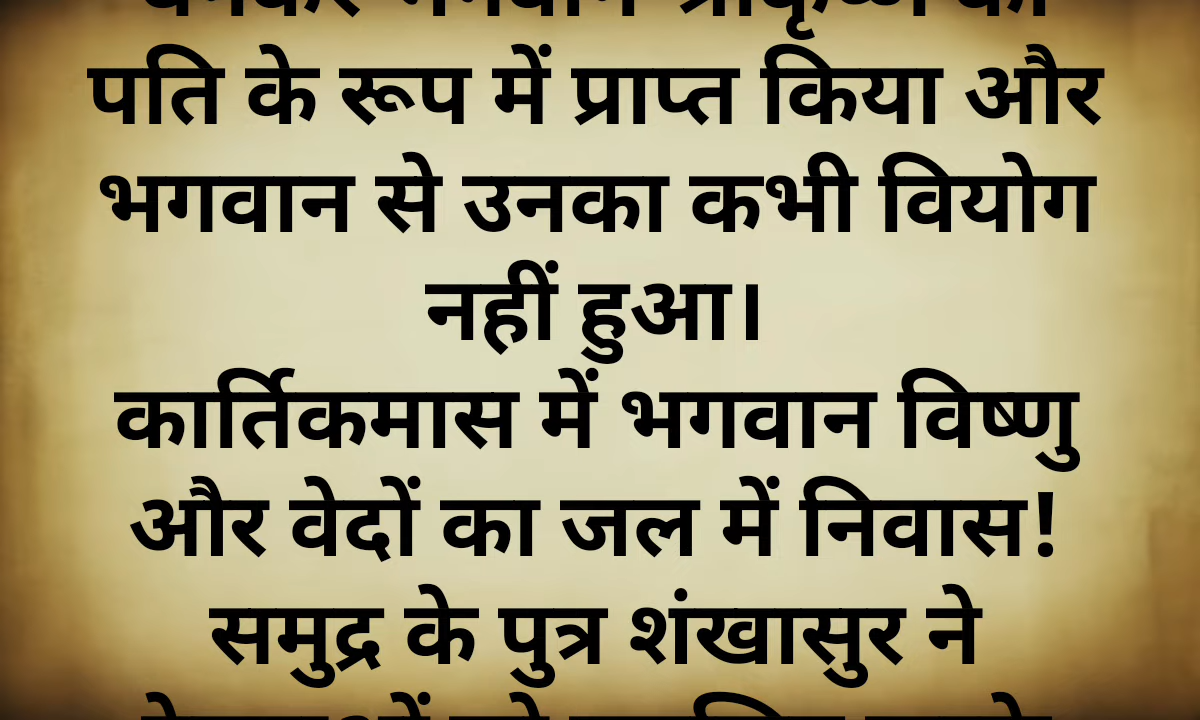 पति के रूप में प्राप्त किया और
भगवान से उनका कभी वियोग
नहीं हुआ।
कार्तिकमास में भगवान विष्णु
और वेदों का जल में निवास!
समुद्र के पुत्र शंखासुर ने